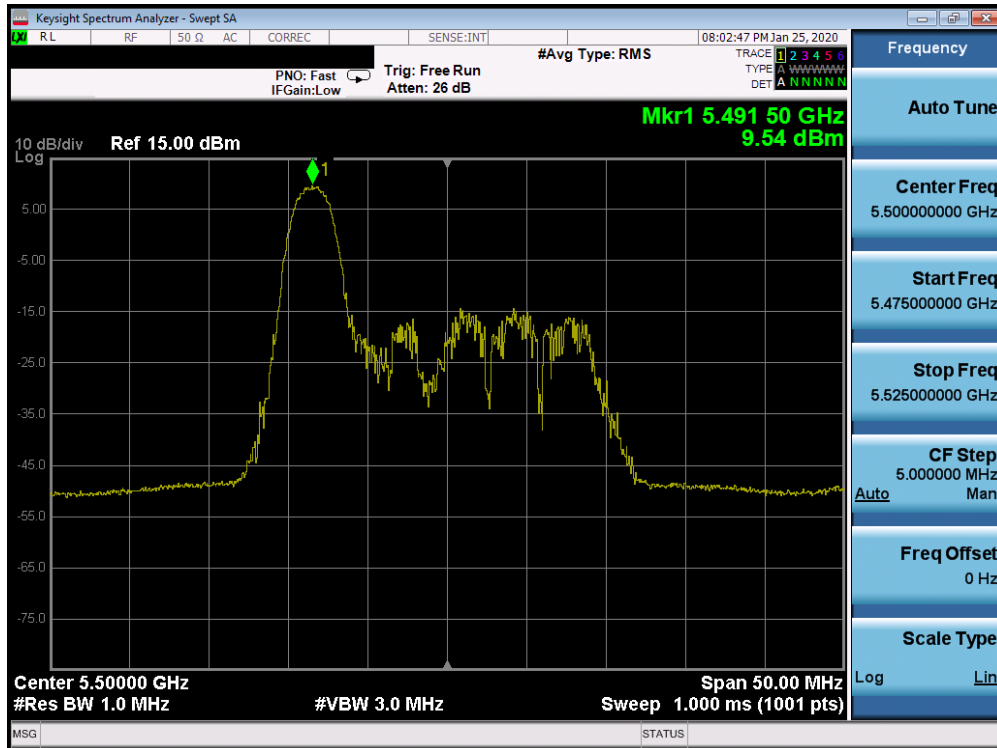 Keysight Spectrum Analyzer - Swept SA
LXI RL RF 50 Ω AC CORREC SENSE:INT 08:02:47 PM Jan 25, 2020
#Avg Type: RMS TRACE 1 2 3 4 5 6
PNO: Fast Trig: Free Run TYPE A WWWWW
IFGain:Low Atten: 26 dB DET A N N N N N
Mkr1 5.491 50 GHz
9.54 dBm
10 dB/div Ref 15.00 dBm
Log
1
5.00
-5.00
-15.0
-25.0
-35.0
-45.0
-55.0
-65.0
-75.0
Center 5.50000 GHz Span 50.00 MHz
#Res BW 1.0 MHz #VBW 3.0 MHz Sweep 1.000 ms (1001 pts)
MSG STATUS
Frequency
Auto Tune
Center Freq
5.500000000 GHz
Start Freq
5.475000000 GHz
Stop Freq
5.525000000 GHz
CF Step
5.000000 MHz
Auto Man
Freq Offset
0 Hz
Scale Type
Log Lin